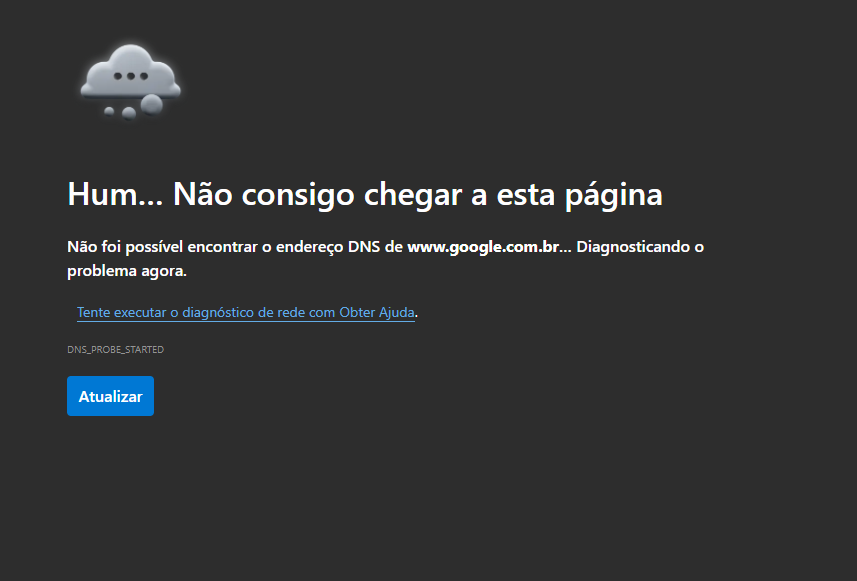 Hum... Não consigo chegar a esta página
Não foi possível encontrar o endereço DNS de www.google.com.br... Diagnosticando o
problema agora.
Tente executar o diagnóstico de rede com Obter Ajuda.
DNS_PROBE_STARTED
Atualizar